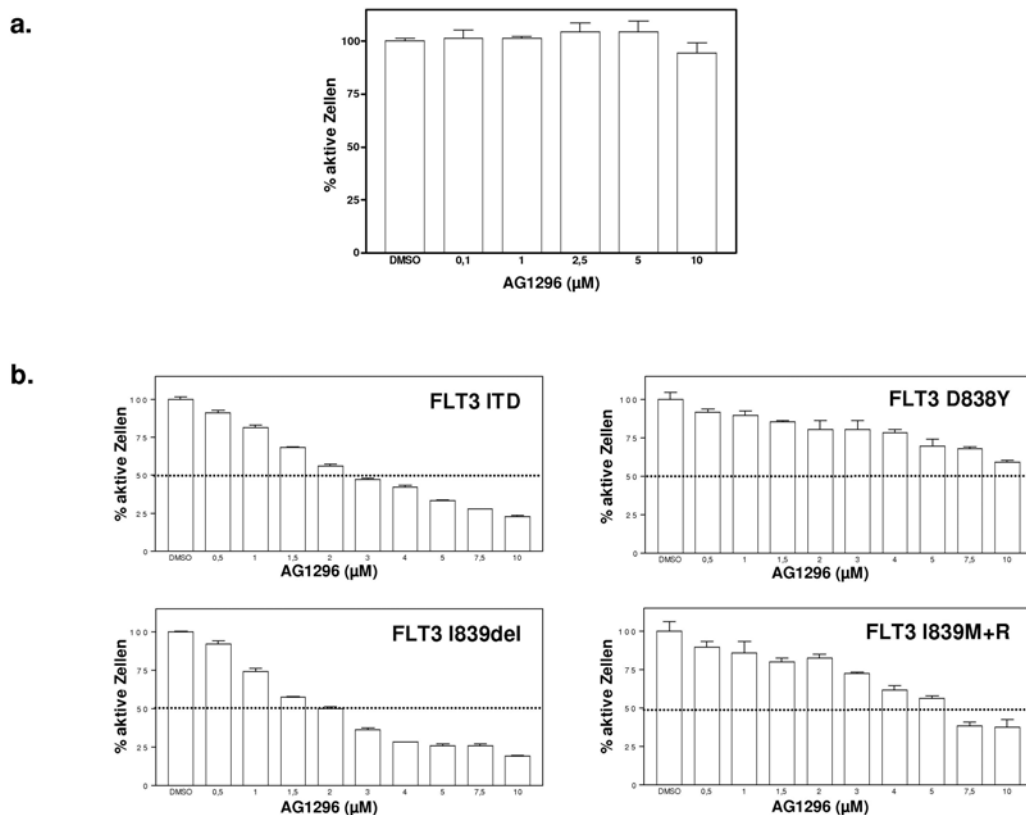 a.
% aktive Zellen
100
75
50
25
0
DMSO 0,1 1 2,5 5 10
AG1296 (µM)
b.
FLT3 ITD
% aktive Zellen
100
75
50
25
0
DMSO 0,5 1 1,5 2 3 4 5 7,5 10
AG1296 (µM)
FLT3 D838Y
% aktive Zellen
100
75
50
25
0
DMSO 0,5 1 1,5 2 3 4 5 7,5 10
AG1296 (µM)
FLT3 I839del
% aktive Zellen
100
75
50
25
0
DMSO 0,5 1 1,5 2 3 4 5 7,5 10
AG1296 (µM)
FLT3 I839M+R
% aktive Zellen
100
75
50
25
0
DMSO 0,5 1 1,5 2 3 4 5 7,5 10
AG1296 (µM)